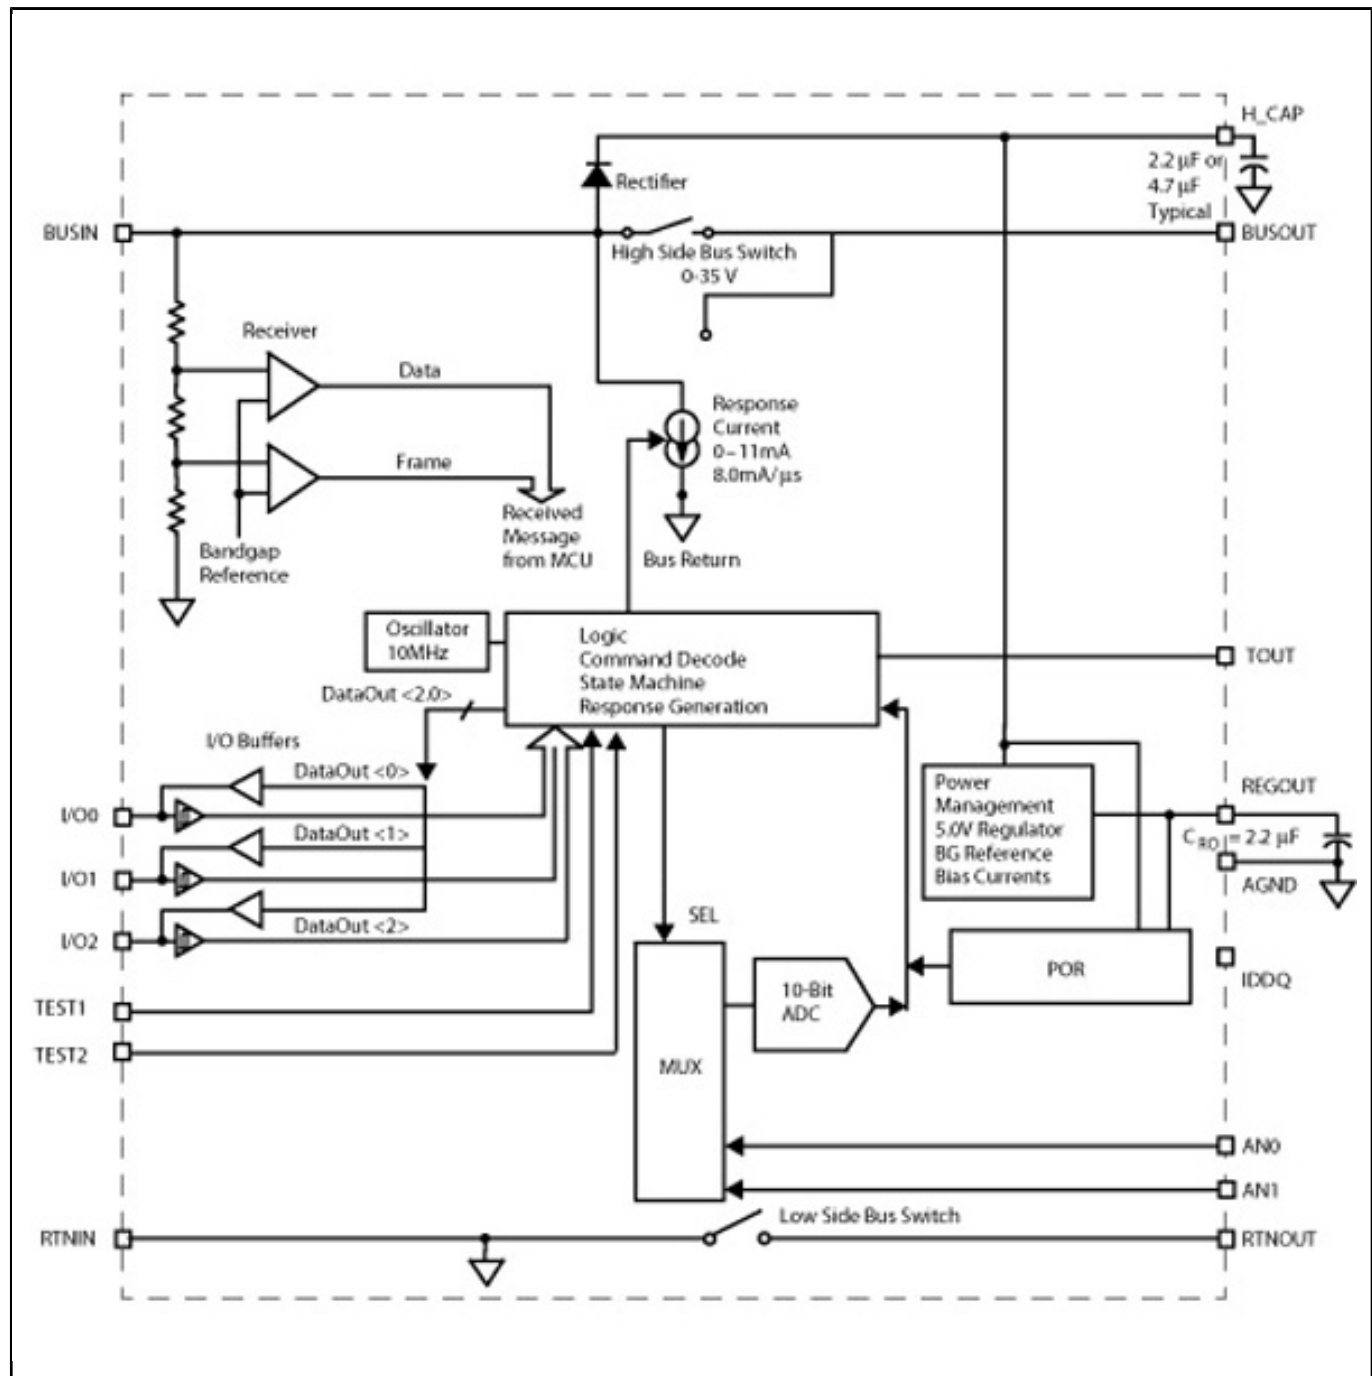 H_CAP
2.2 µF or
4.7 µF
Typical
Rectifier
BUSIN
BUSOUT
High Side Bus Switch
0-35 V
Receiver
Data
Response
Current
0–11mA
8.0mA/µs
Frame
Received
Message
from MCU
Bandgap
Reference
Bus Return
Oscillator
10MHz
Logic
Command Decode
State Machine
Response Generation
TOUT
DataOut <2.0>
I/O Buffers
DataOut <0>
I/O0
DataOut <1>
I/O1
DataOut <2>
I/O2
Power
Management
5.0V Regulator
BG Reference
Bias Currents
REGOUT
C RO = 2.2 µF
AGND
SEL
POR
IDDQ
10-Bit
ADC
TEST1
TEST2
MUX
AN0
AN1
Low Side Bus Switch
RTNIN
RTNOUT